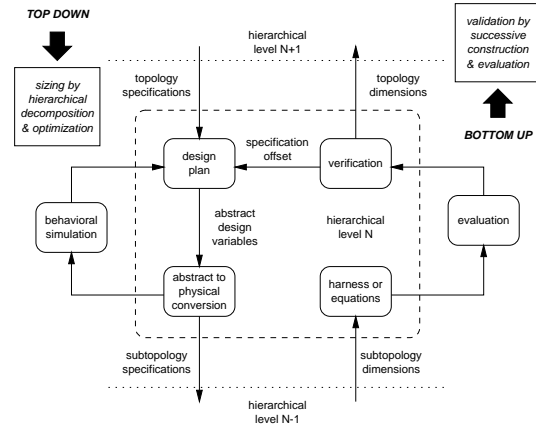 TOP DOWN
sizing by
hierarchical
decomposition
& optimization
hierarchical
level N+1
validation by
successive
construction
& evaluation
BOTTOM UP
topology
specifications
topology
dimensions
design
plan
specification
offset
verification
behavioral
simulation
abstract
design
variables
hierarchical
level N
evaluation
abstract to
physical
conversion
harness or
equations
subtopology
specifications
subtopology
dimensions
hierarchical
level N-1